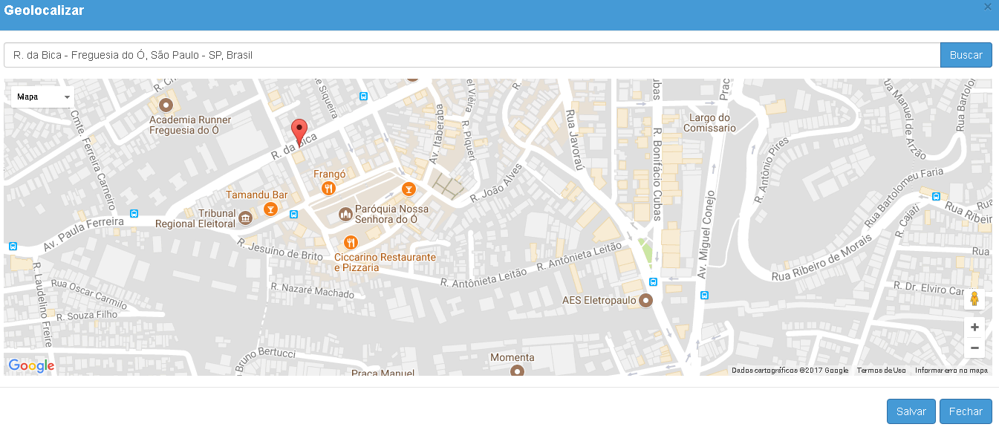 Geolocalizar
×
R. da Bica - Freguesia do Ó, São Paulo - SP, Brasil
Buscar
Mapa
Academia Runner
Freguesia do Ó
Cmte. Ferreira Carneiro
de Siqueira
R. da Bica
Av. Itaberaba
R. Piqueri
el Vieira
Rua Javoraú
Cubas
R. Bonifácio Cubas
Praç
Largo do
Comissario
Rua Manuel de Arzão
Rua Bartolo
R. Antônio Pires
Rua Bartolomeu Faria
Frangó
Tamandu Bar
Tribunal
Regional Eleitoral
Paróquia Nossa
Senhora do Ó
R. João Alves
Av. Miguel Conejo
R. Cajati
Rua Ribeir
Av. Paula Ferreira
R. Jesuíno de Brito
Ciccarino Restaurante
e Pizzaria
R. Antônieta Leitão
R. Antônieta Leitão
Rua Ribeiro de Morais
R. Laudelino Freire
Rua Oscar Carmilo
R. Souza Filho
R. Nazaré Machado
AES Eletropaulo
R. Dr. Elviro Car
Bruno Bertucci
Momenta
Praça Manuel
+
−
Google
Dados cartográficos ©2017 Google
Termos de Uso
Informar erro no mapa
Salvar
Fechar